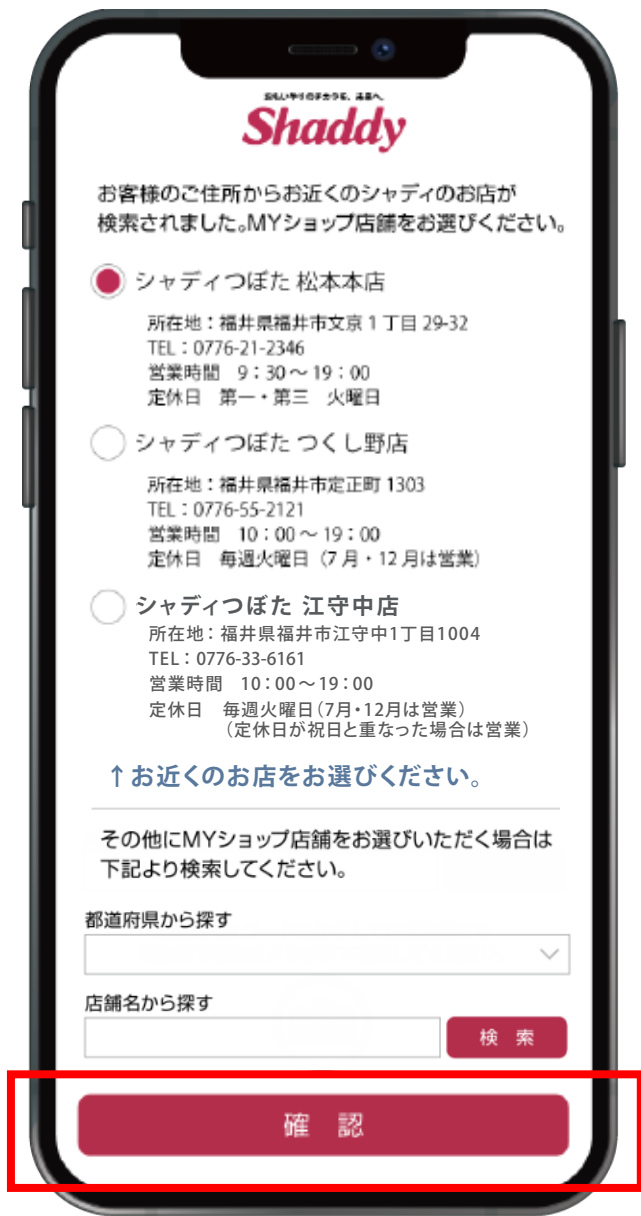 Shaddy
お客様のご住所からお近くのシャディのお店が
検索されました。MYショップ店舗をお選びください。
シャディつぼた 松本本店
所在地：福井県福井市文京 1 丁目 29-32
TEL：0776-21-2346
営業時間　9：30～19：00
定休日　第一・第三　火曜日
シャディつぼた つくし野店
所在地：福井県福井市定正町 1303
TEL：0776-55-2121
営業時間　10：00～19：00
定休日　毎週火曜日（7月・12月は営業）
シャディつぼた 江守中店
所在地：福井県福井市江守中1丁目1004
TEL：0776-33-6161
営業時間　10：00～19：00
定休日　毎週火曜日（7月・12月は営業）
（定休日が祝日と重なった場合は営業）
↑お近くのお店をお選びください。
その他にMYショップ店舗をお選びいただく場合は
下記より検索してください。
都道府県から探す
店舗名から探す
検 索
確 認